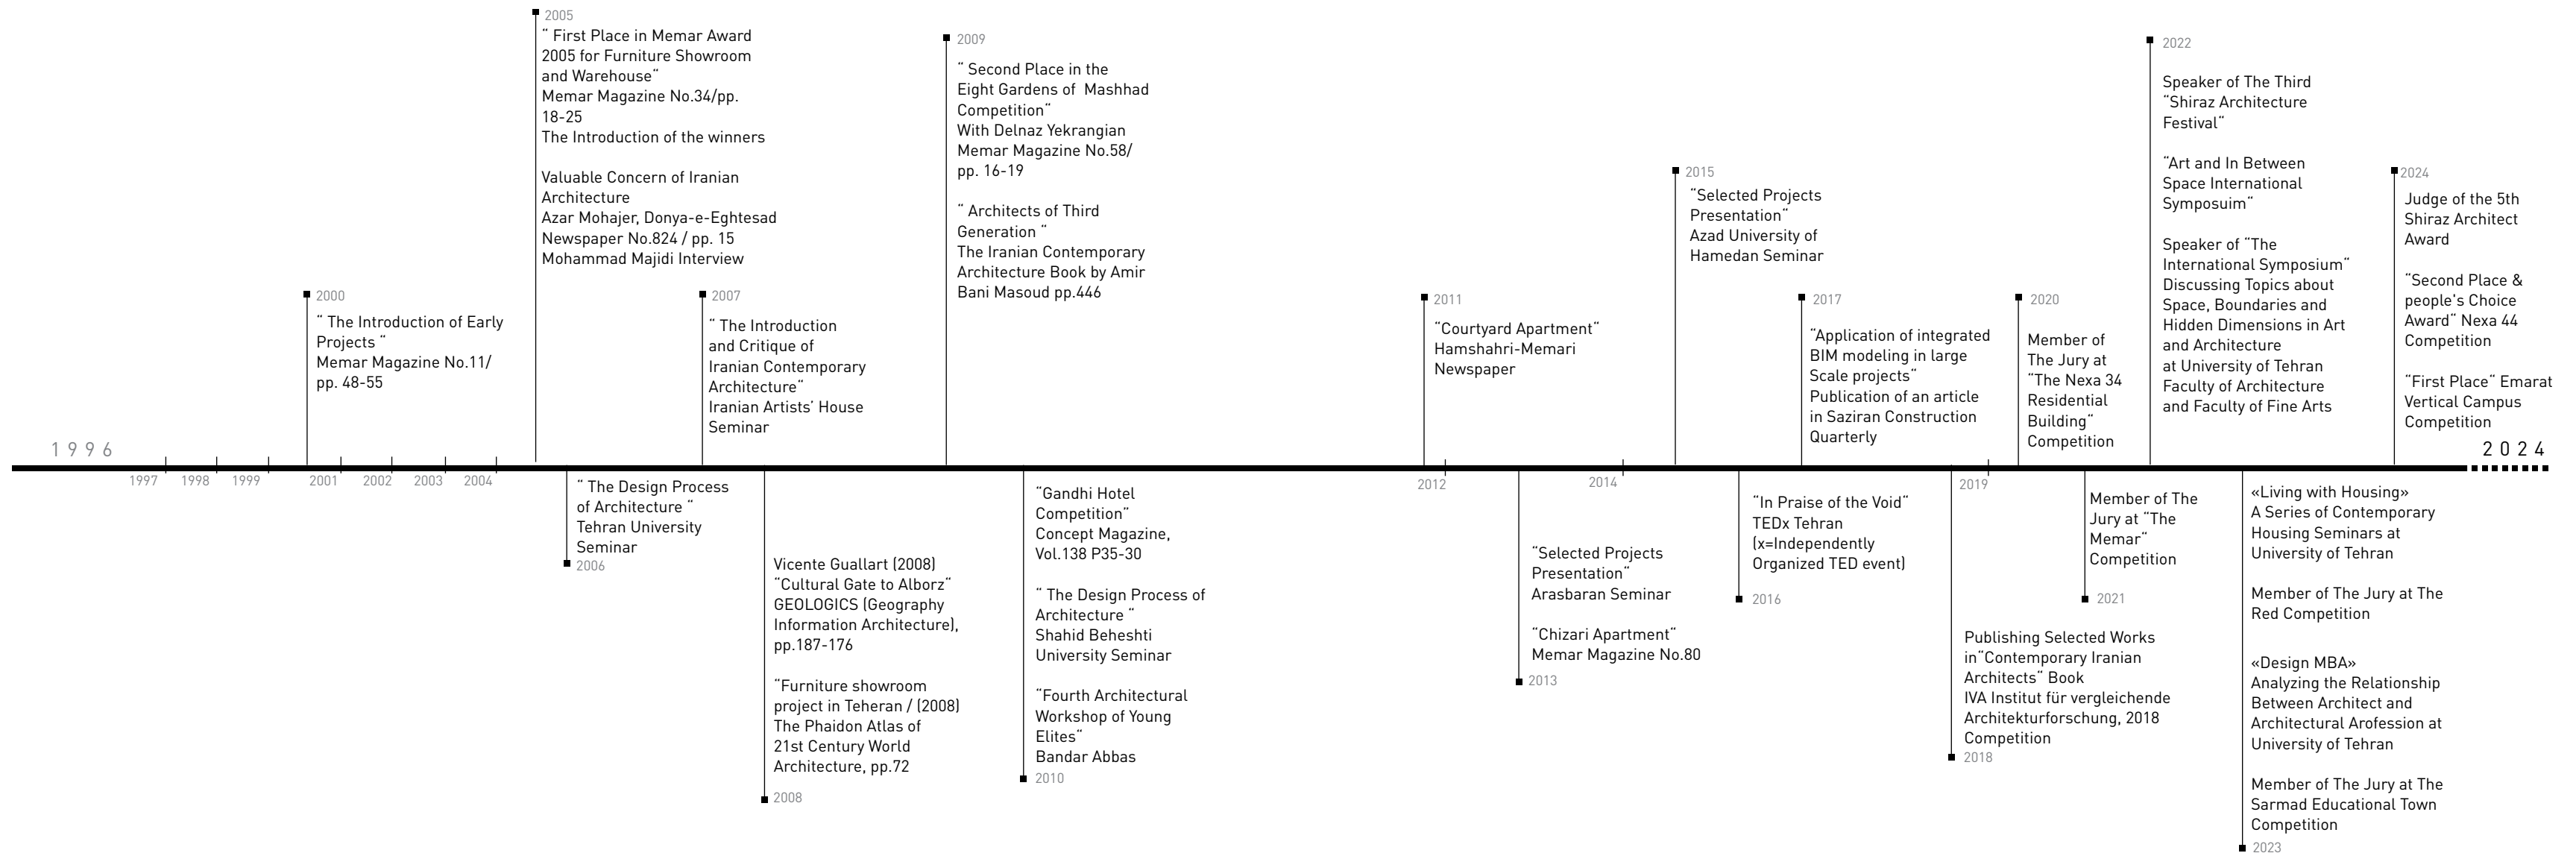 2005
“ First Place in Memar Award
2005 for Furniture Showroom
and Warehouse“
Memar Magazine No.34/pp.
18-25
The Introduction of the winners
Valuable Concern of Iranian
Architecture
Azar Mohajer, Donya-e-Eghtesad
Newspaper No.824 / pp. 15
Mohammad Majidi Interview
2009
“ Second Place in the
Eight Gardens of Mashhad
Competition“
With Delnaz Yekrangian
Memar Magazine No.58/
pp. 16-19
“ Architects of Third
Generation “
The Iranian Contemporary
Architecture Book by Amir
Bani Masoud pp.446
2022
Speaker of The Third
“Shiraz Architecture
Festival“
“Art and In Between
Space International
Symposuim“
Speaker of “The
International Symposium“
Discussing Topics about
Space, Boundaries and
Hidden Dimensions in Art
and Architecture
at University of Tehran
Faculty of Architecture
and Faculty of Fine Arts
2015
“Selected Projects
Presentation“
Azad University of
Hamedan Seminar
2024
Judge of the 5th
Shiraz Architect
Award
“Second Place &
people's Choice
Award“ Nexa 44
Competition
“First Place“ Emarat
Vertical Campus
Competition
2000
“ The Introduction of Early
Projects “
Memar Magazine No.11/
pp. 48-55
2007
“ The Introduction
and Critique of
Iranian Contemporary
Architecture“
Iranian Artists’ House
Seminar
2011
“Courtyard Apartment“
Hamshahri-Memari
Newspaper
2017
“Application of integrated
BIM modeling in large
Scale projects“
Publication of an article
in Saziran Construction
Quarterly
2020
Member of
The Jury at
“The Nexa 34
Residential
Building“
Competition
1996
2024
1997
1998
1999
2001
2002
2003
2004
2012
2014
2019
“ The Design Process
of Architecture “
Tehran University
Seminar
2006
Vicente Guallart (2008)
“Cultural Gate to Alborz“
GEOLOGICS (Geography
Information Architecture),
pp.187-176
“Furniture showroom
project in Teheran / (2008)
The Phaidon Atlas of
21st Century World
Architecture, pp.72
2008
“Gandhi Hotel
Competition“
Concept Magazine,
Vol.138 P35-30
“ The Design Process of
Architecture “
Shahid Beheshti
University Seminar
“Fourth Architectural
Workshop of Young
Elites“
Bandar Abbas
2010
“Selected Projects
Presentation“
Arasbaran Seminar
“Chizari Apartment“
Memar Magazine No.80
2013
“In Praise of the Void“
TEDx Tehran
(x=Independently
Organized TED event)
2016
Publishing Selected Works
in“Contemporary Iranian
Architects“ Book
IVA Institut für vergleichende
Architekturforschung, 2018
Competition
2018
Member of The
Jury at “The
Memar“
Competition
2021
«Living with Housing»
A Series of Contemporary
Housing Seminars at
University of Tehran
Member of The Jury at The
Red Competition
«Design MBA»
Analyzing the Relationship
Between Architect and
Architectural Arofession at
University of Tehran
Member of The Jury at The
Sarmad Educational Town
Competition
2023